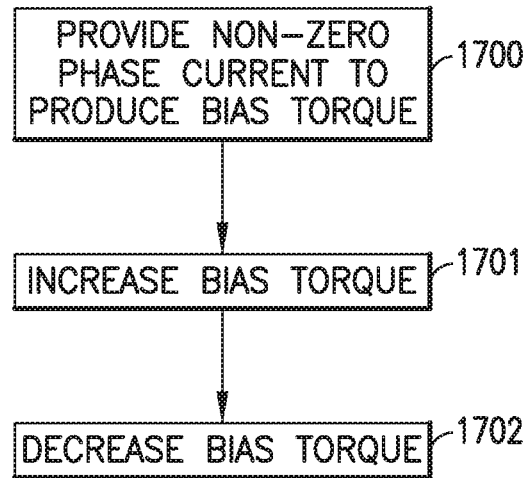 PROVIDE NON-ZERO
PHASE CURRENT TO
PRODUCE BIAS TORQUE
1700
INCREASE BIAS TORQUE
1701
DECREASE BIAS TORQUE
1702